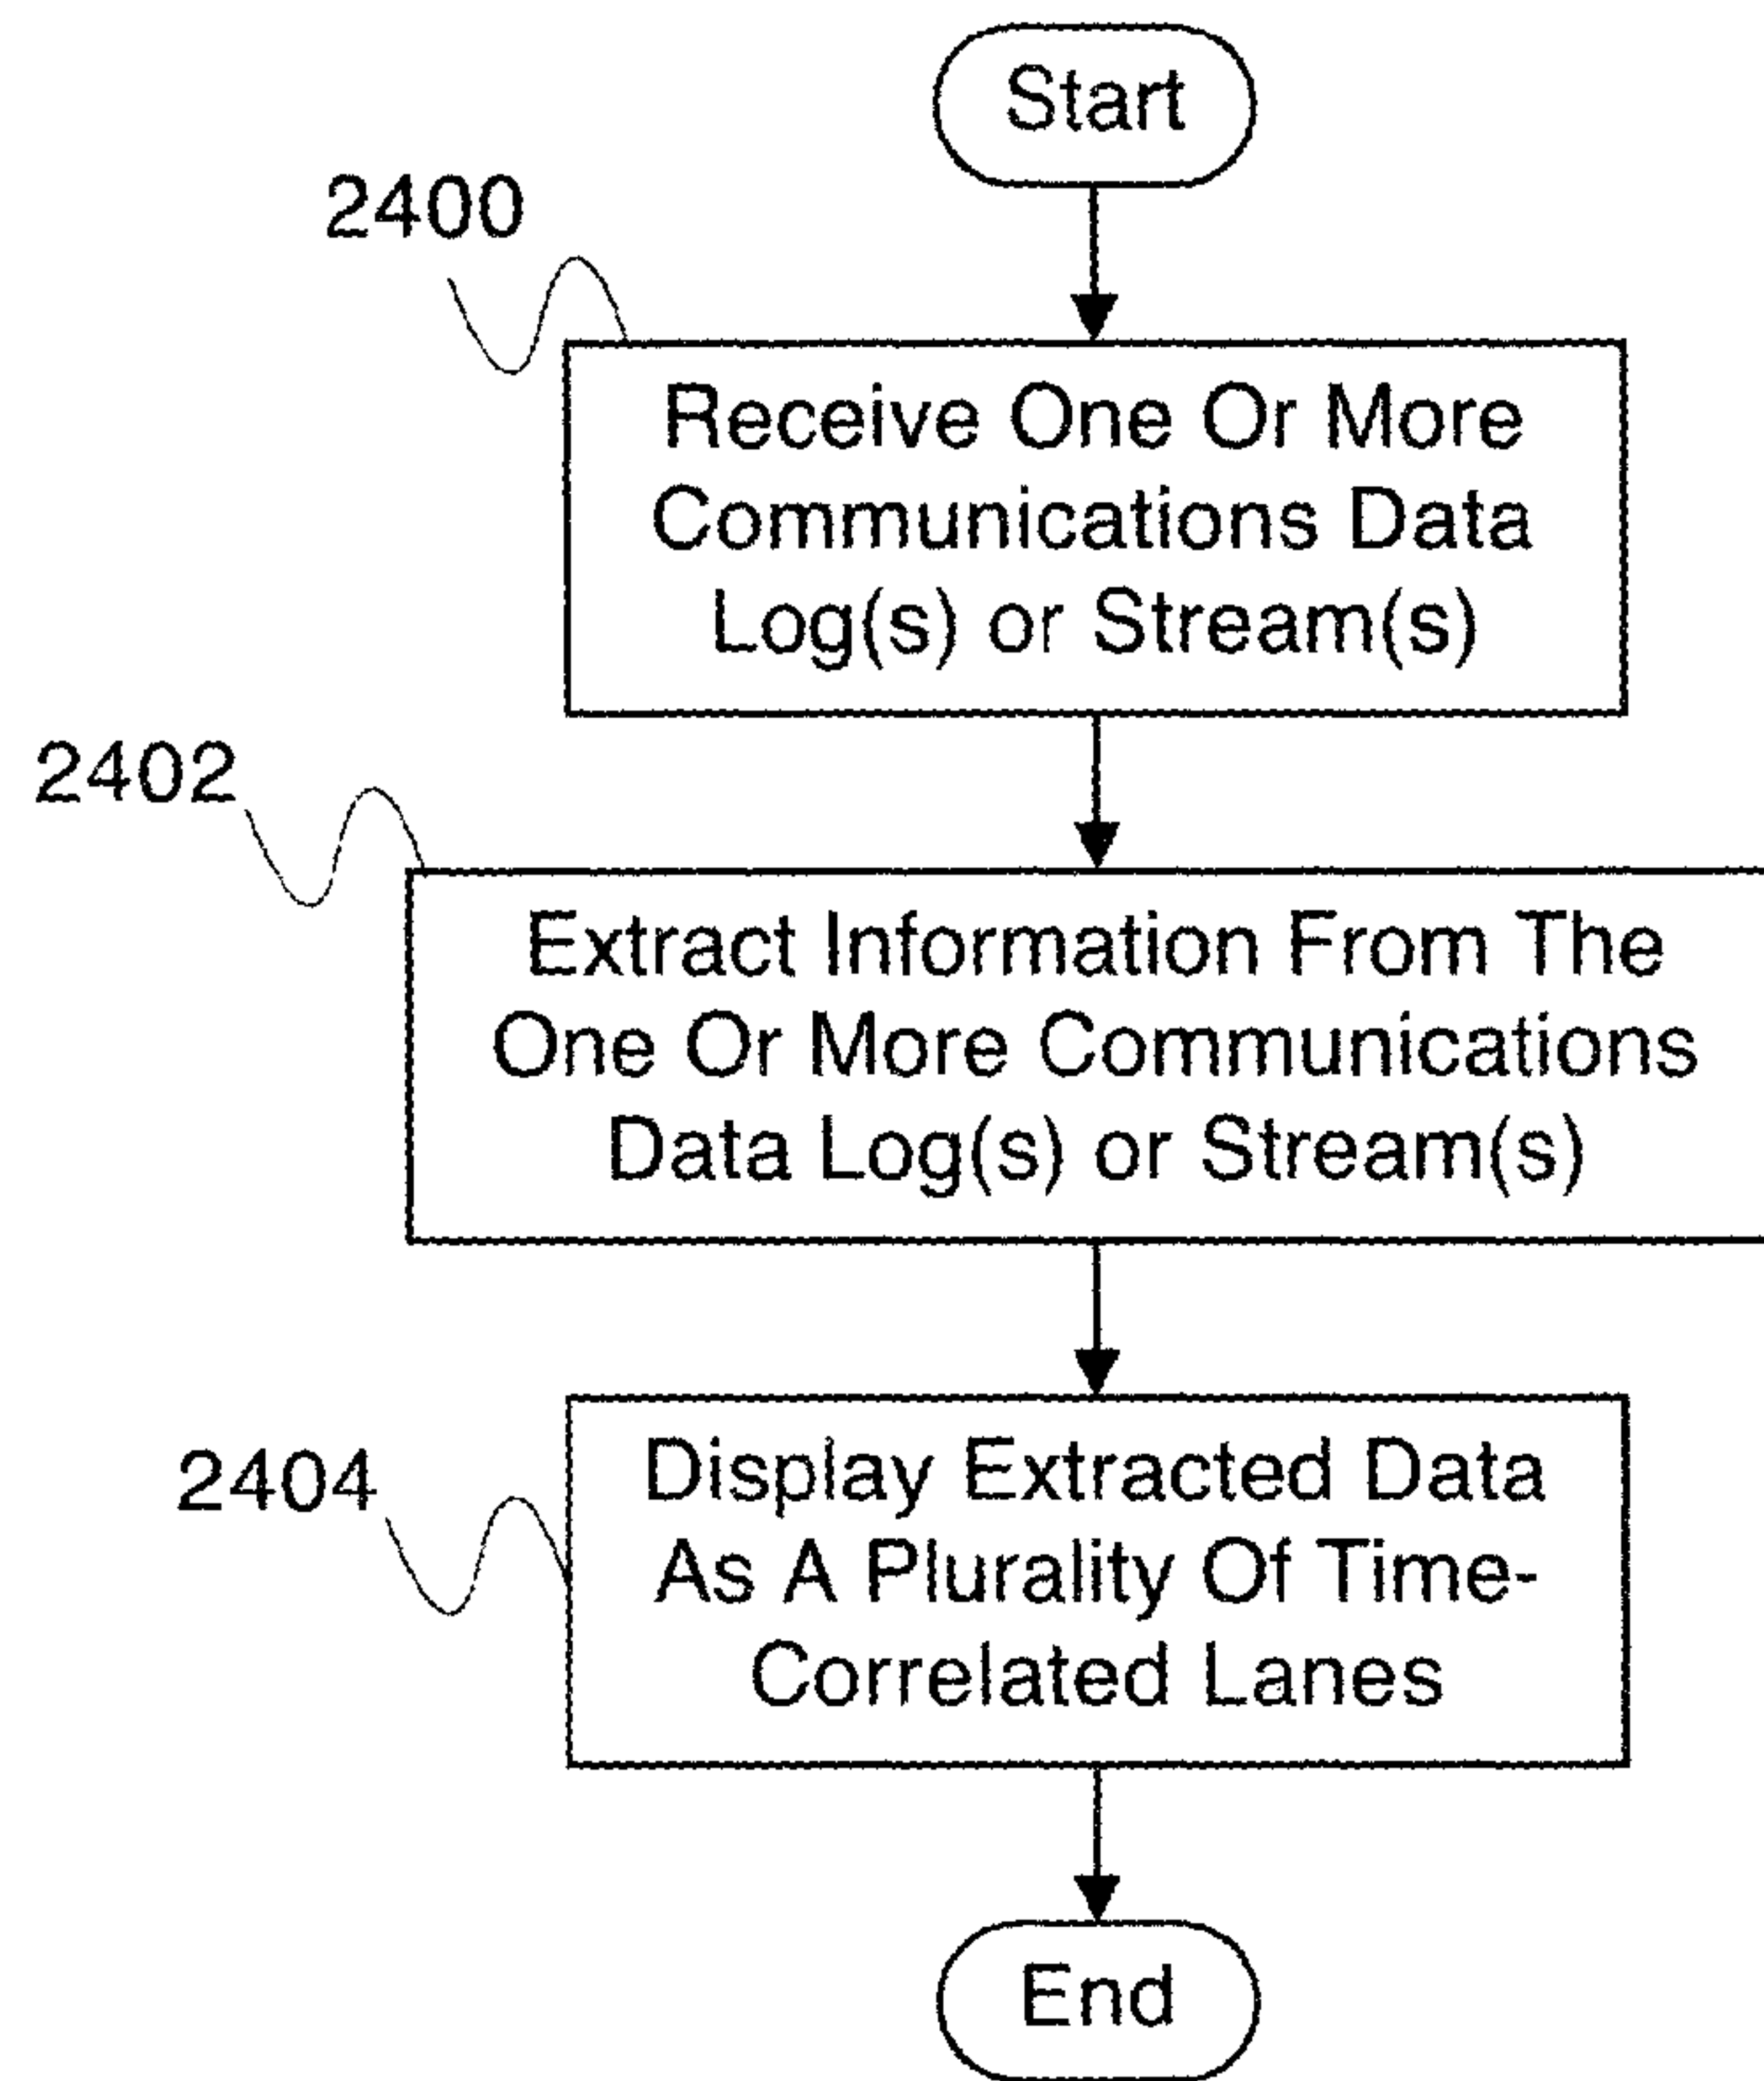 Start
2400
Receive One Or More
Communications Data
Log(s) or Stream(s)
2402
Extract Information From The
One Or More Communications
Data Log(s) or Stream(s)
2404
Display Extracted Data
As A Plurality Of Time-
Correlated Lanes
End